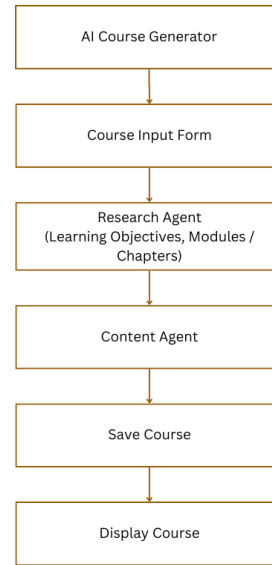 AI Course Generator
Course Input Form
Research Agent
(Learning Objectives, Modules /
Chapters)
Content Agent
Save Course
Display Course